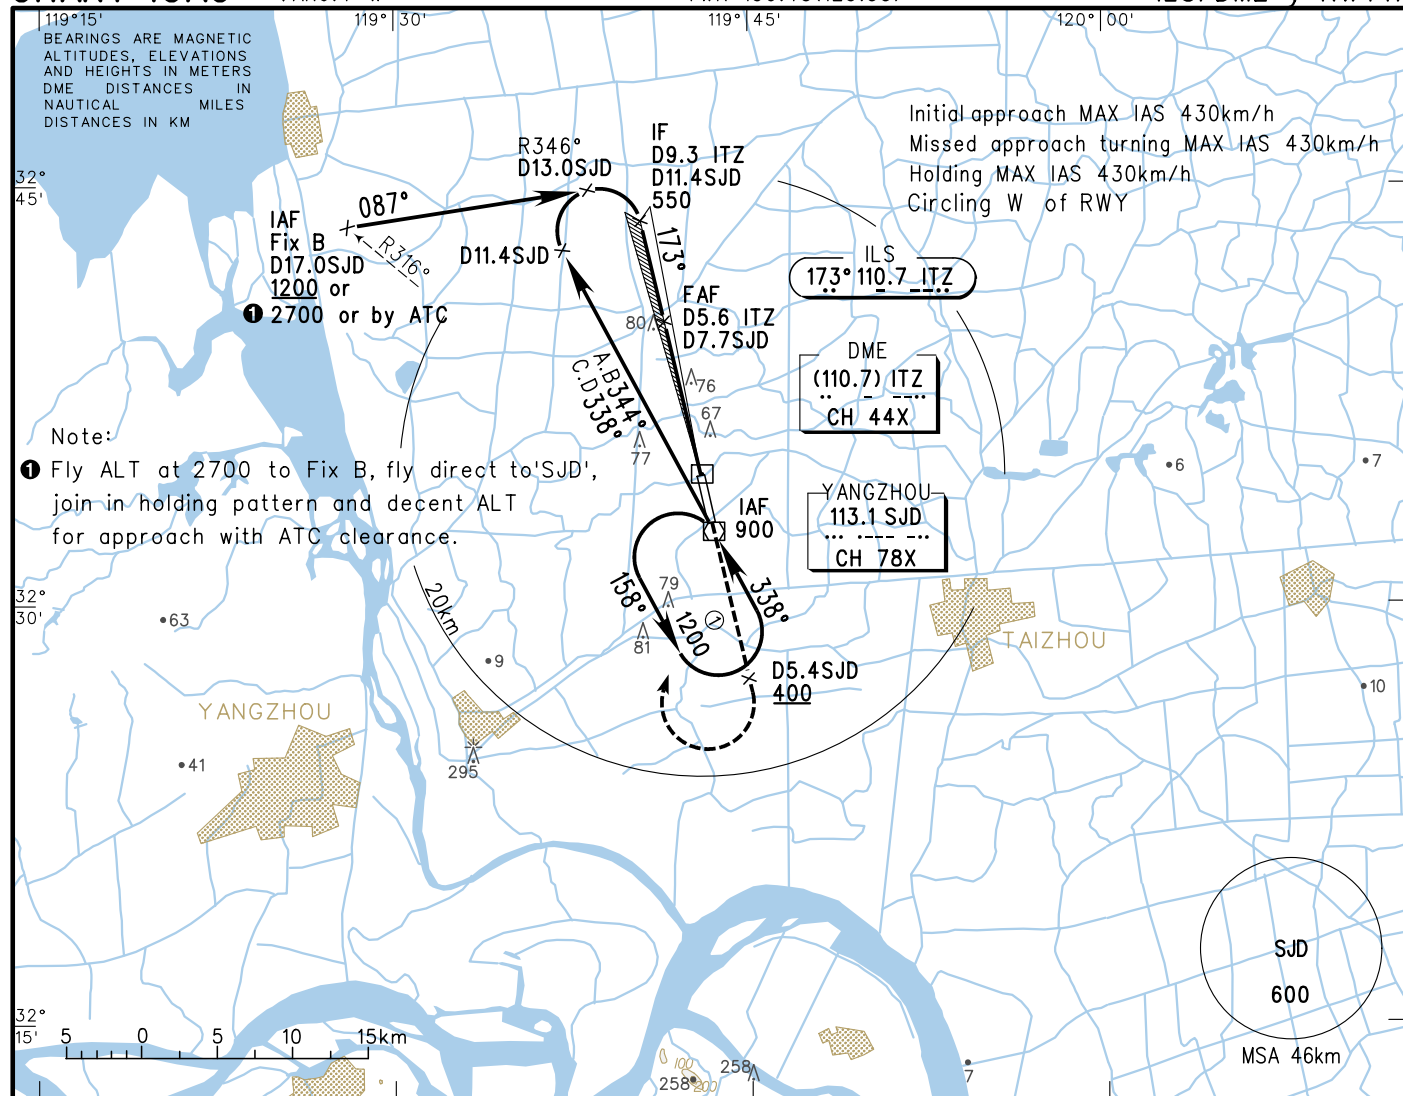 119°15'
119°30'
119°45'
120°00'
BEARINGS ARE MAGNETIC
ALTITUDES, ELEVATIONS
AND HEIGHTS IN METERS
DME DISTANCES IN
NAUTICAL MILES
DISTANCES IN KM
Initial approach MAX IAS 430km/h
Missed approach turning MAX IAS 430km/h
Holding MAX IAS 430km/h
Circling W of RWY
32°
45'
R346°
D13.0SJD
IF
D9.3 ITZ
D11.4SJD
550
087°
IAF
Fix B
D17.0SJD
1200 or
❶ 2700 or by ATC
R316°
D11.4SJD
173°
ILS
173° 110.7 ITZ
FAF
D5.6 ITZ
D7.7SJD
80
DME
(110.7) ITZ
CH 44X
A.B344°
C.D338°
76
67
77
Note:
❶ Fly ALT at 2700 to Fix B, fly direct to'SJD',
join in holding pattern and decent ALT
for approach with ATC clearance.
6
7
YANGZHOU
113.1 SJD
CH 78X
IAF
900
32°
30'
63
20km
158°
79
1200
①
338°
81
9
TAIZHOU
D5.4SJD
400
10
YANGZHOU
41
295
SJD
600
MSA 46km
32°
15'
5 0 5 10 15km
100
200
258
258
7